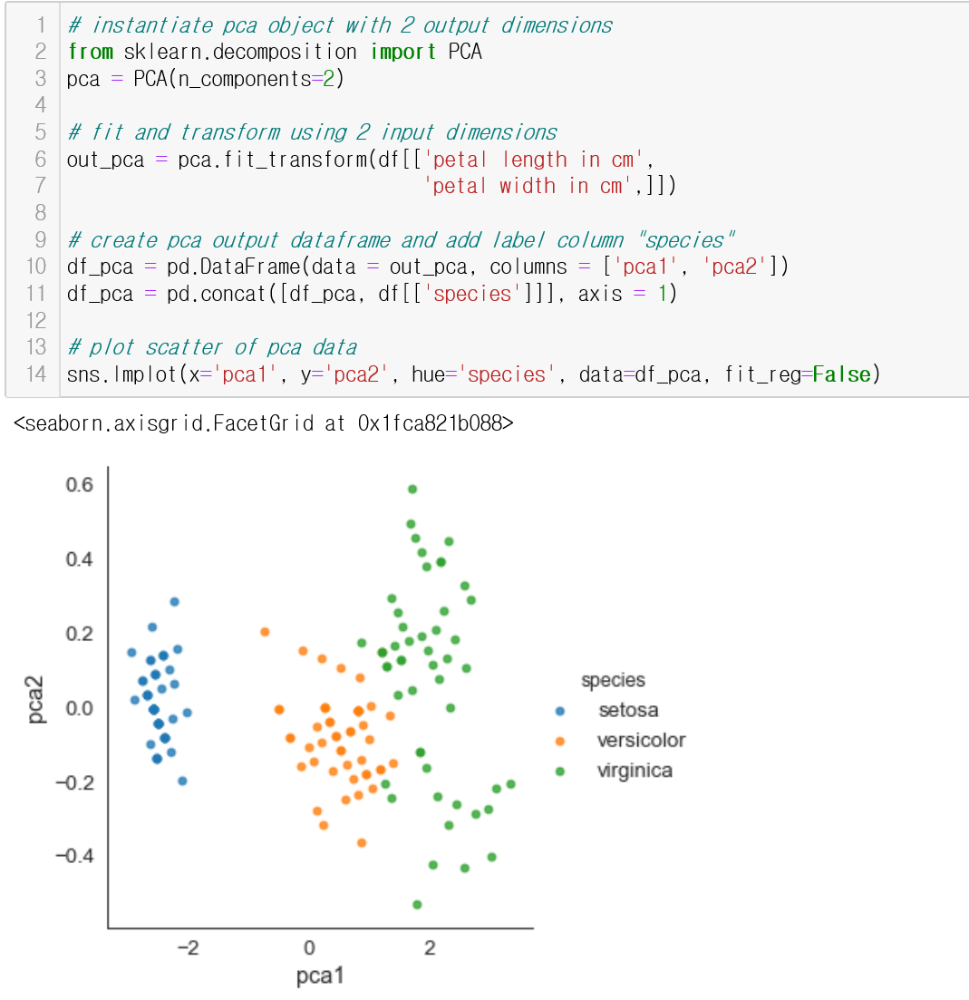 1 # instantiate pca object with 2 output dimensions
2 from sklearn.decomposition import PCA
3 pca = PCA(n_components=2)
4
5 # fit and transform using 2 input dimensions
6 out_pca = pca.fit_transform(df[['petal length in cm',
7 'petal width in cm',]])
8
9 # create pca output dataframe and add label column "species"
10 df_pca = pd.DataFrame(data = out_pca, columns = ['pca1', 'pca2'])
11 df_pca = pd.concat([df_pca, df[['species']]], axis = 1)
12
13 # plot scatter of pca data
14 sns.lmplot(x='pca1', y='pca2', hue='species', data=df_pca, fit_reg=False)
<seaborn.axisgrid.FacetGrid at 0x1fca821b088>
0.6
0.4
0.2
0.0
−0.2
−0.4
pca2
−2 0 2
pca1
species
setosa
versicolor
virginica